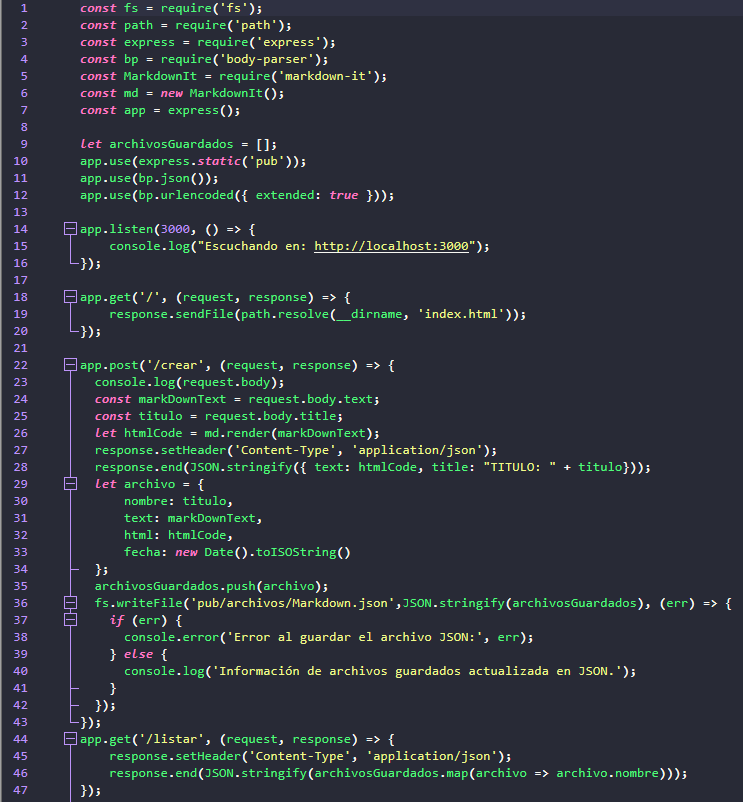 1 const fs = require('fs');
2 const path = require('path');
3 const express = require('express');
4 const bp = require('body-parser');
5 const MarkdownIt = require('markdown-it');
6 const md = new MarkdownIt();
7 const app = express();
8
9 let archivosGuardados = [];
10 app.use(express.static('pub'));
11 app.use(bp.json());
12 app.use(bp.urlencoded({ extended: true }));
13
14 app.listen(3000, () => {
15 console.log("Escuchando en: http://localhost:3000");
16 });
17
18 app.get('/', (request, response) => {
19 response.sendFile(path.resolve(__dirname, 'index.html'));
20 });
21
22 app.post('/crear', (request, response) => {
23 console.log(request.body);
24 const markDownText = request.body.text;
25 const titulo = request.body.title;
26 let htmlCode = md.render(markDownText);
27 response.setHeader('Content-Type', 'application/json');
28 response.end(JSON.stringify({ text: htmlCode, title: "TITULO: " + titulo}));
29 let archivo = {
30 nombre: titulo,
31 text: markDownText,
32 html: htmlCode,
33 fecha: new Date().toISOString()
34 };
35 archivosGuardados.push(archivo);
36 fs.writeFile('pub/archivos/Markdown.json',JSON.stringify(archivosGuardados), (err) => {
37 if (err) {
38 console.error('Error al guardar el archivo JSON:', err);
39 } else {
40 console.log('Información de archivos guardados actualizada en JSON.');
41 }
42 });
43 });
44 app.get('/listar', (request, response) => {
45 response.setHeader('Content-Type', 'application/json');
46 response.end(JSON.stringify(archivosGuardados.map(archivo => archivo.nombre)));
47 });